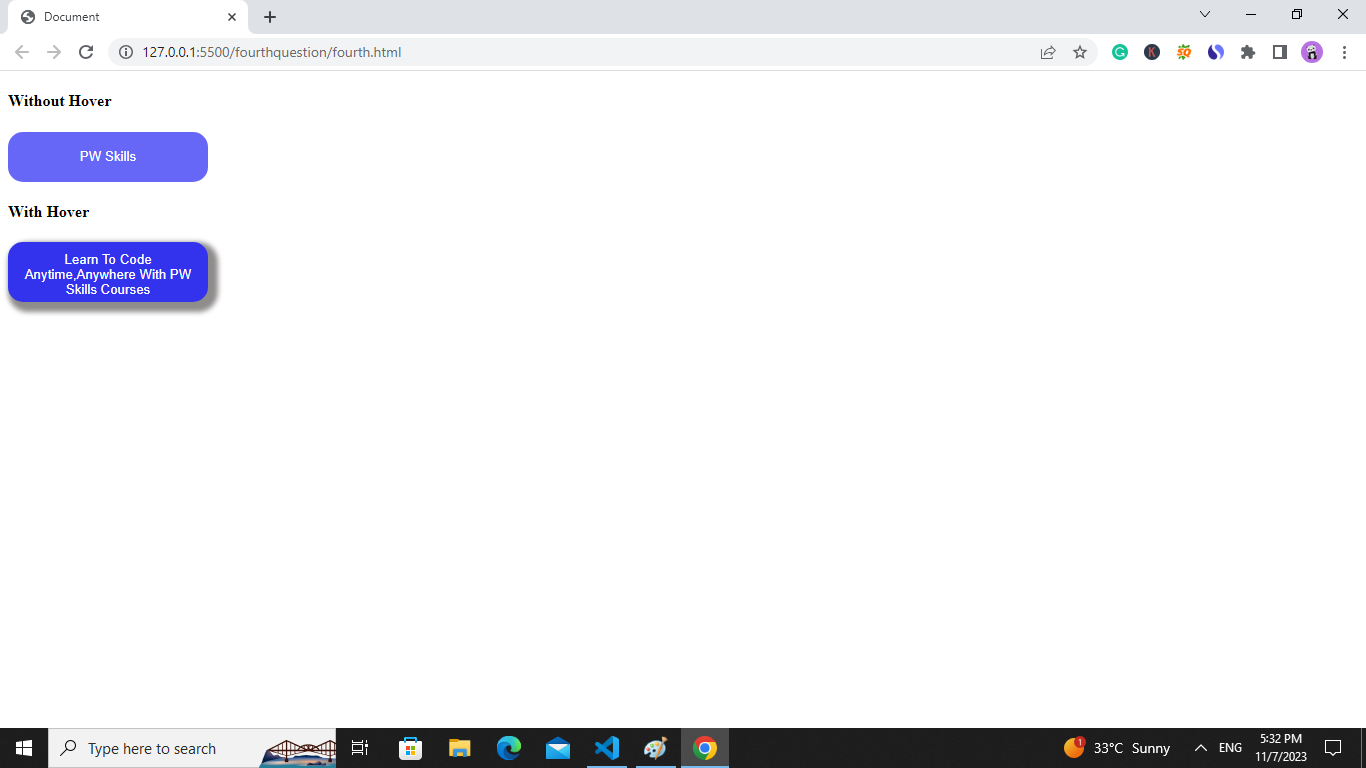 Document
127.0.0.1:5500/fourthquestion/fourth.html
Without Hover
PW Skills
With Hover
Learn To Code
Anytime,Anywhere With PW
Skills Courses
Type here to search
1
33°C Sunny
ENG
5:32 PM
11/7/2023